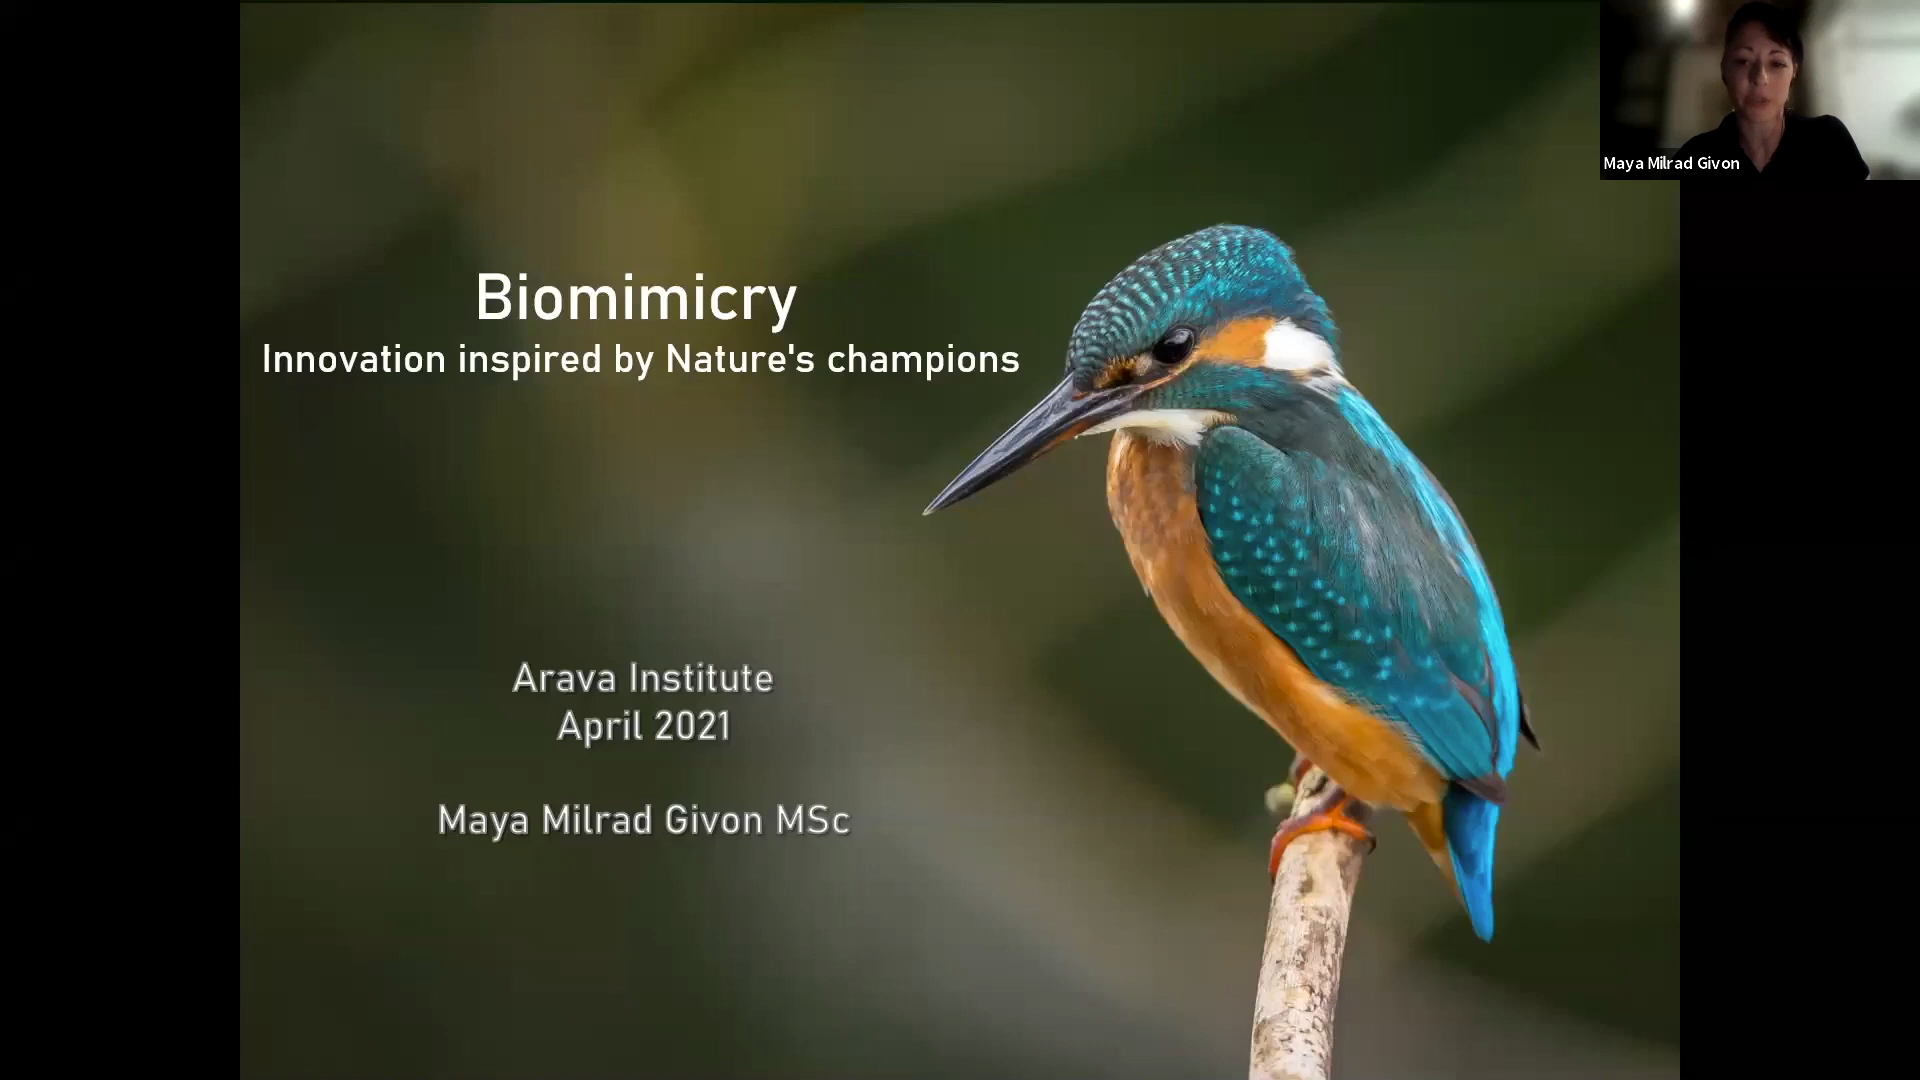 Biomimicry
Innovation inspired by Nature's champions
Arava Institute
April 2021
Maya Milrad Givon MSc
Maya Milrad Givon